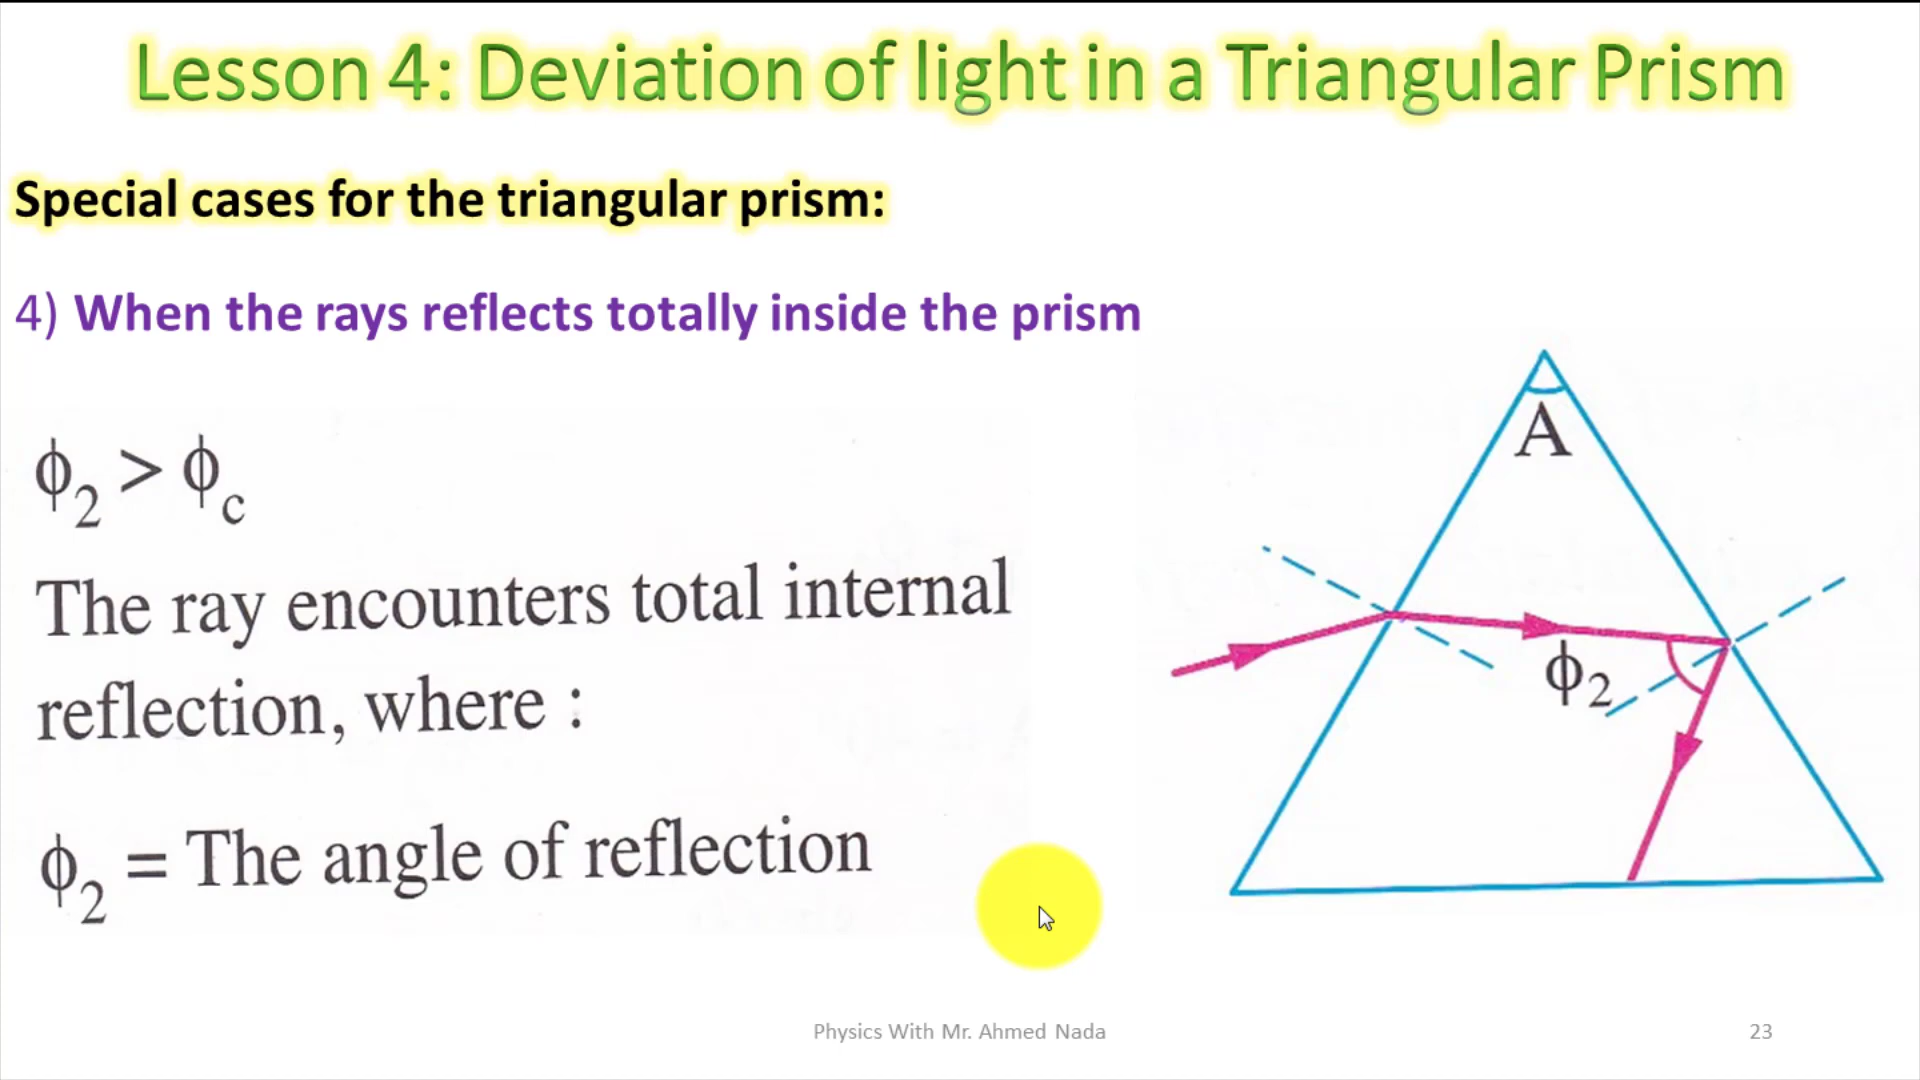 Lesson 4: Deviation of light in a Triangular Prism
Special cases for the triangular prism:
4) When the rays reflects totally inside the prism
ϕ₂ > ϕc
The ray encounters total internal
reflection, where :
ϕ₂ = The angle of reflection
A
ϕ₂
Physics With Mr. Ahmed Nada
23